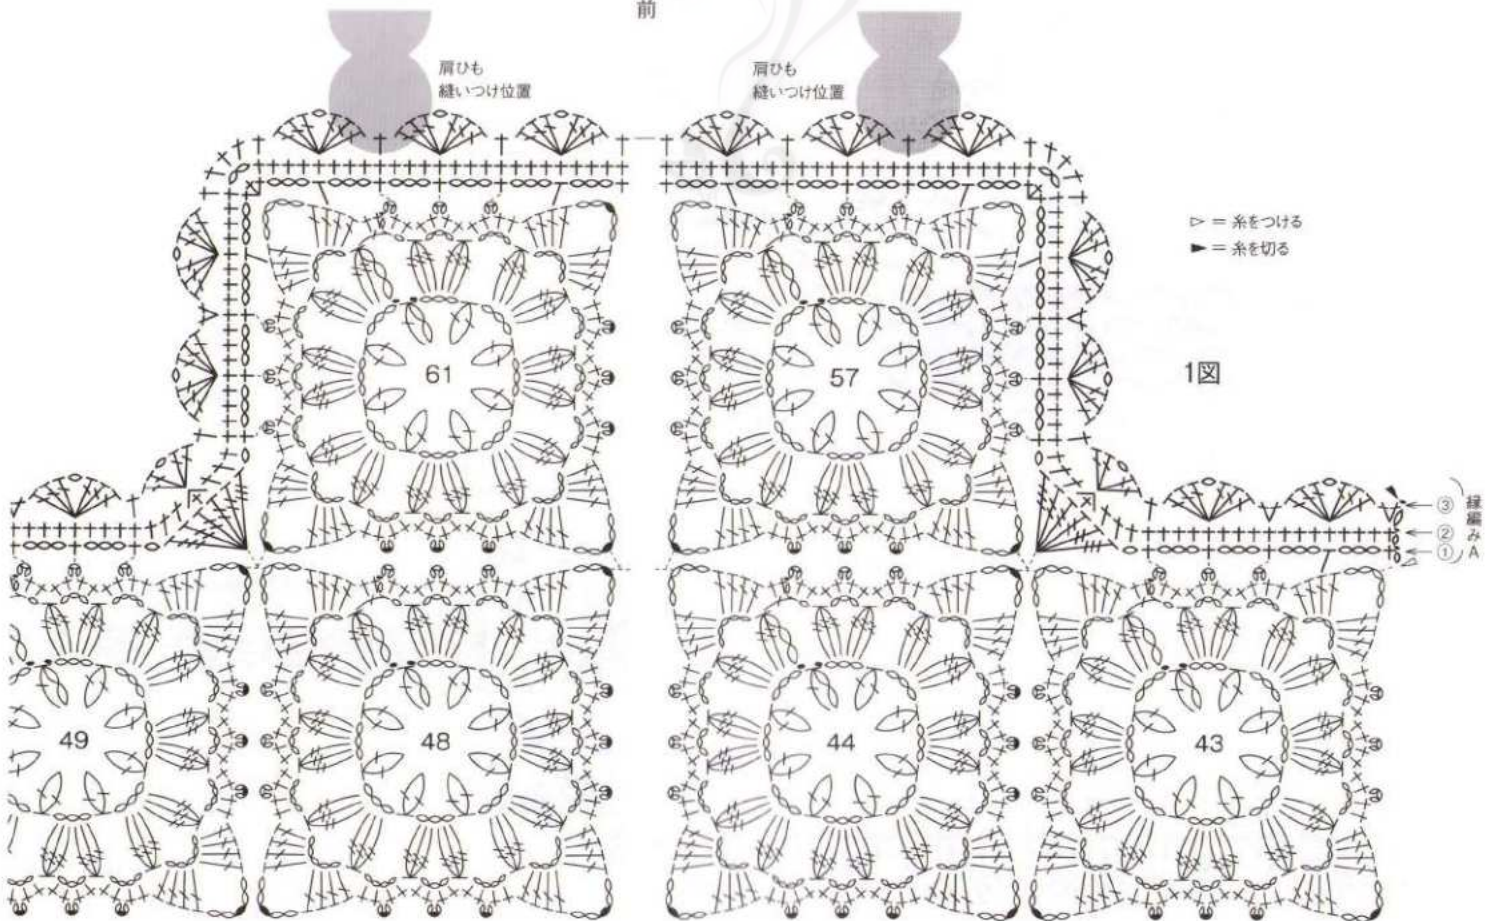 前
肩ひも
縫いつけ位置
肩ひも
縫いつけ位置
▷ = 糸をつける
▶ = 糸を切る
61
57
1図
③
②
①
縁編みA
49
48
44
43